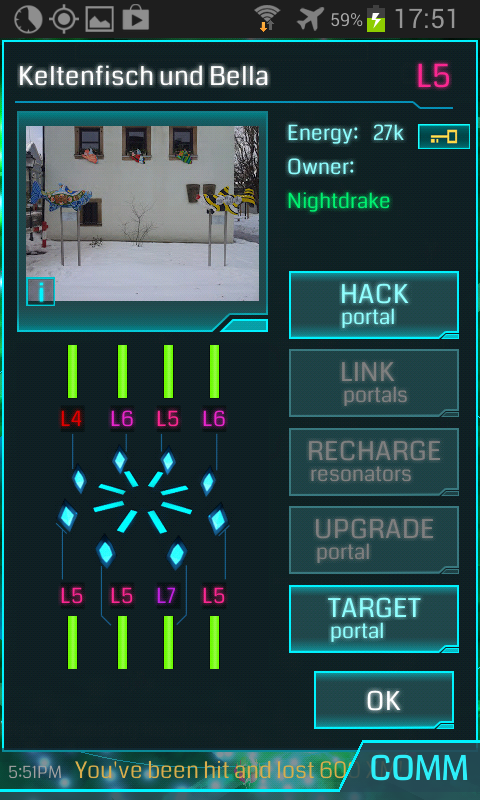 59% 17:51
Keltenfisch und Bella L5
Energy: 27k
Owner:
Nightdrake
i
HACK
portal
LINK
portals
RECHARGE
resonators
UPGRADE
portal
TARGET
portal
L4 L6 L5 L6
L5 L5 L7 L5
OK
5:51PM You've been hit and lost 600
COMM